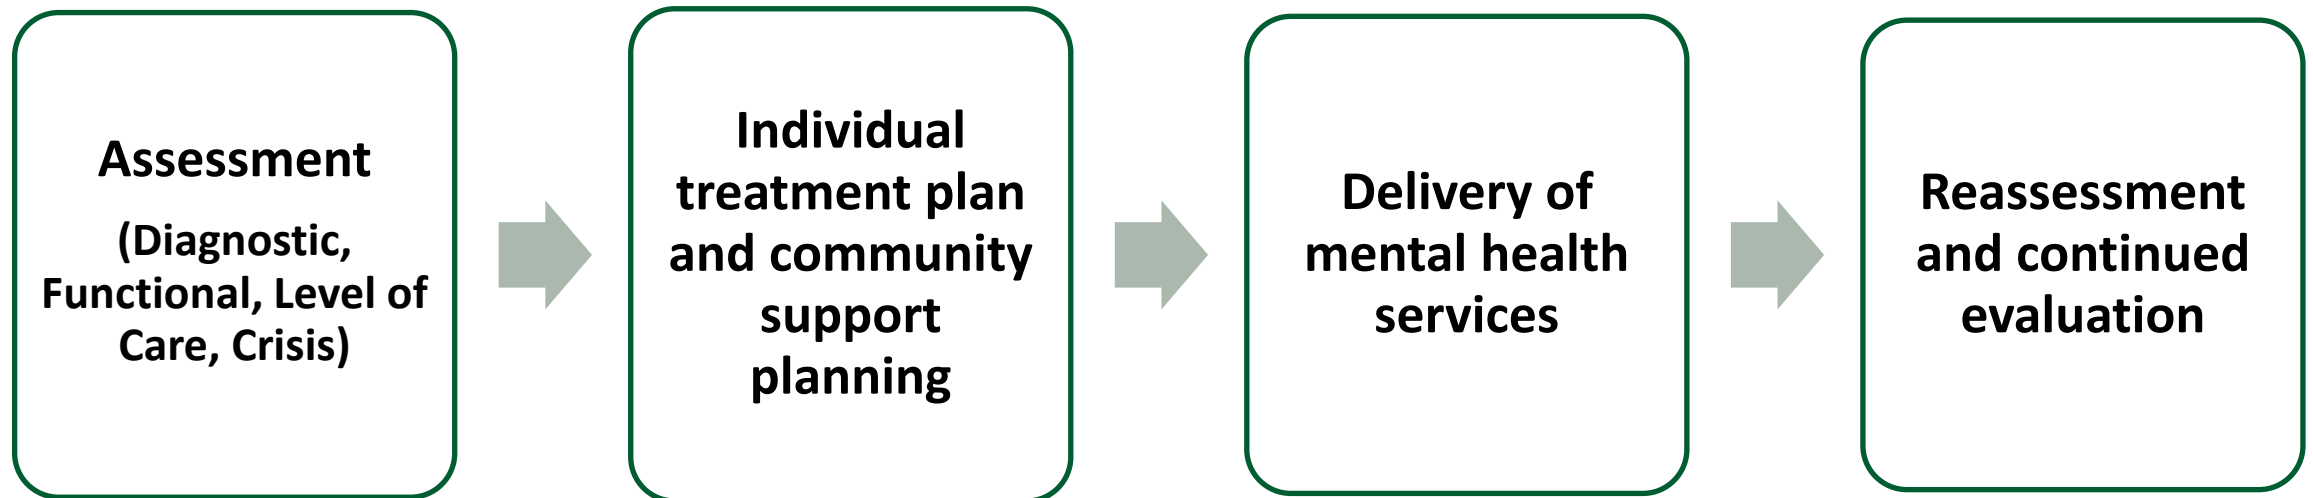 Assessment
(Diagnostic,
Functional, Level of
Care, Crisis)
Individual
treatment plan
and community
support
planning
Delivery of
mental health
services
Reassessment
and continued
evaluation